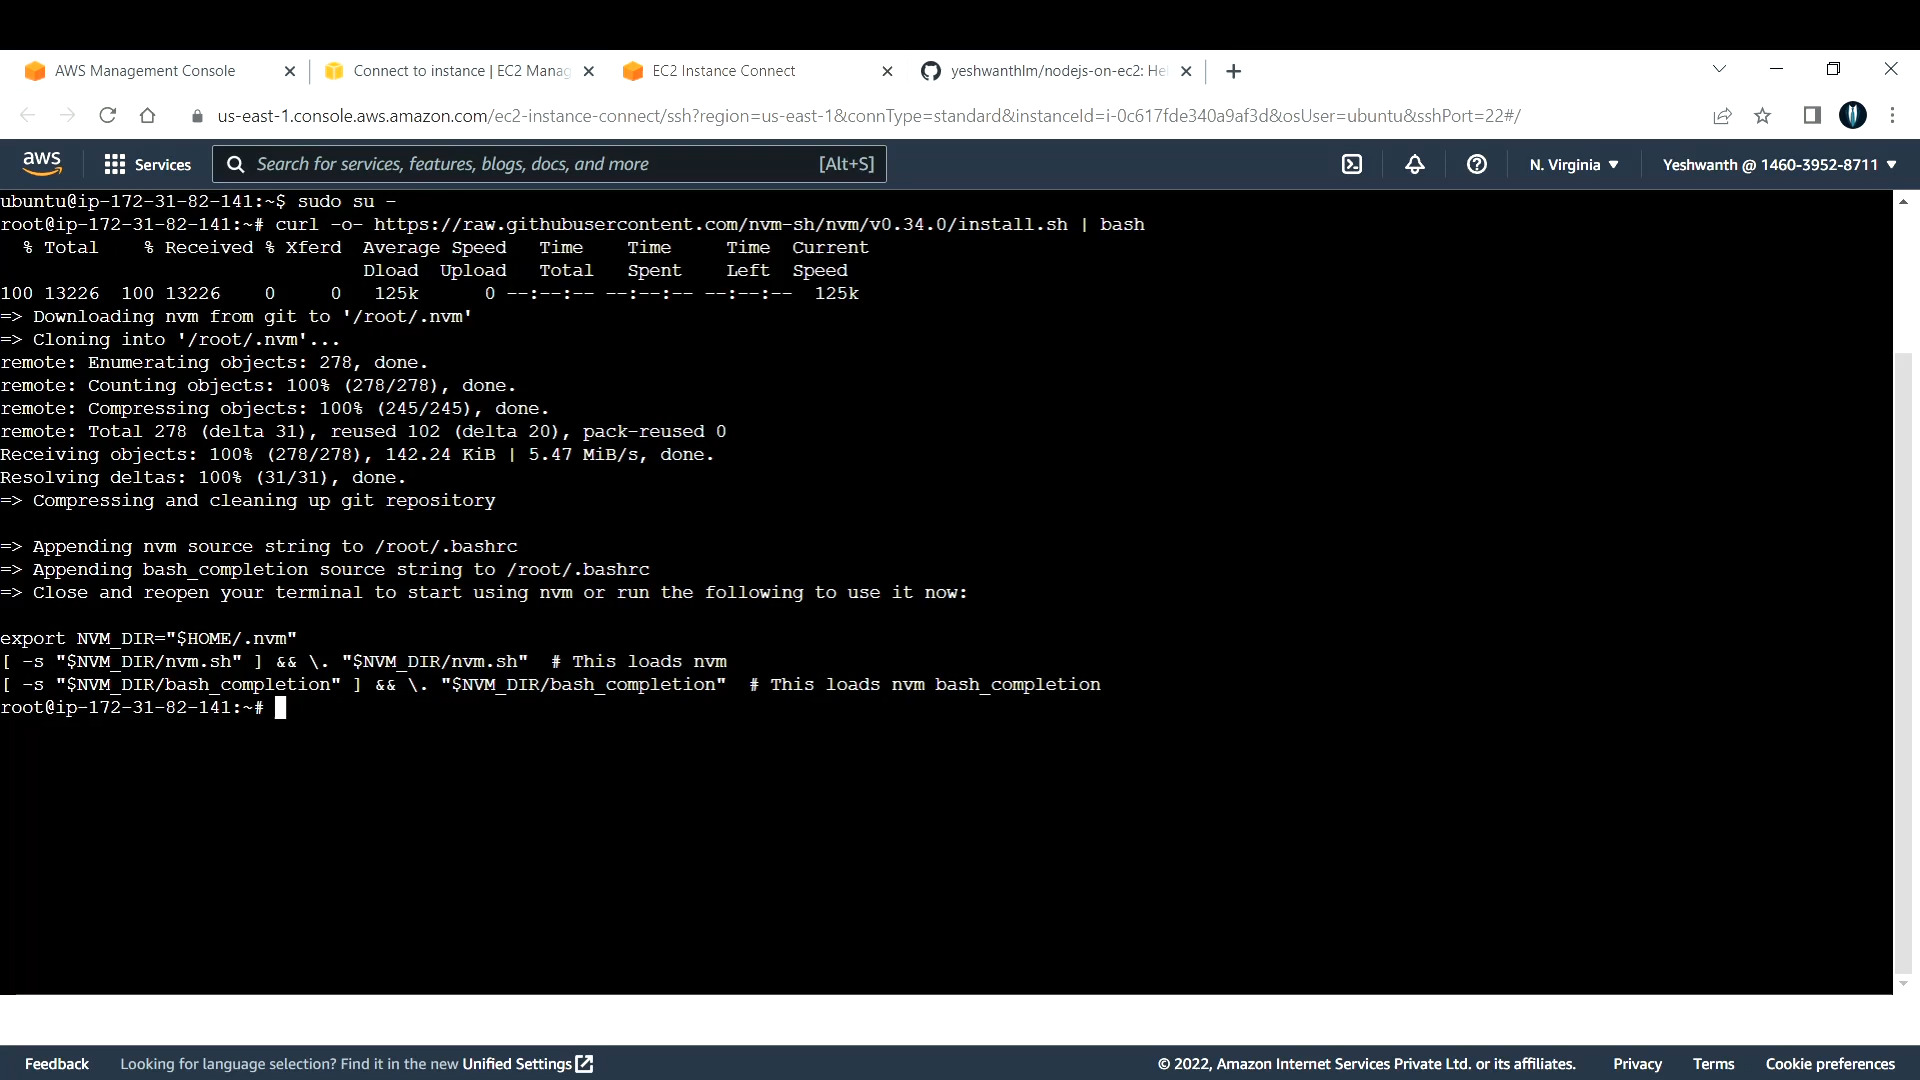 AWS Management Console
Connect to instance | EC2 Manag
EC2 Instance Connect
yeshwanthlm/nodejs-on-ec2: Hel
us-east-1.console.aws.amazon.com/ec2-instance-connect/ssh?region=us-east-1&connType=standard&instanceId=i-0c617fde340a9af3d&osUser=ubuntu&sshPort=22#/
aws
Services
Search for services, features, blogs, docs, and more [Alt+S]
N. Virginia
Yeshwanth @ 1460-3952-8711
ubuntu@ip-172-31-82-141:~$ sudo su -
root@ip-172-31-82-141:~# curl -o- https://raw.githubusercontent.com/nvm-sh/nvm/v0.34.0/install.sh | bash
  % Total    % Received % Xferd  Average Speed   Time    Time     Time  Current
                                 Dload  Upload   Total   Spent    Left  Speed
100 13226  100 13226    0     0   125k      0 --:--:-- --:--:-- --:--:--  125k
=> Downloading nvm from git to '/root/.nvm'
=> Cloning into '/root/.nvm'...
remote: Enumerating objects: 278, done.
remote: Counting objects: 100% (278/278), done.
remote: Compressing objects: 100% (245/245), done.
remote: Total 278 (delta 31), reused 102 (delta 20), pack-reused 0
Receiving objects: 100% (278/278), 142.24 KiB | 5.47 MiB/s, done.
Resolving deltas: 100% (31/31), done.
=> Compressing and cleaning up git repository
=> Appending nvm source string to /root/.bashrc
=> Appending bash_completion source string to /root/.bashrc
=> Close and reopen your terminal to start using nvm or run the following to use it now:
export NVM_DIR="$HOME/.nvm"
[ -s "$NVM_DIR/nvm.sh" ] && \. "$NVM_DIR/nvm.sh"  # This loads nvm
[ -s "$NVM_DIR/bash_completion" ] && \. "$NVM_DIR/bash_completion"  # This loads nvm bash_completion
root@ip-172-31-82-141:~#
Feedback
Looking for language selection? Find it in the new Unified Settings
© 2022, Amazon Internet Services Private Ltd. or its affiliates.
Privacy
Terms
Cookie preferences